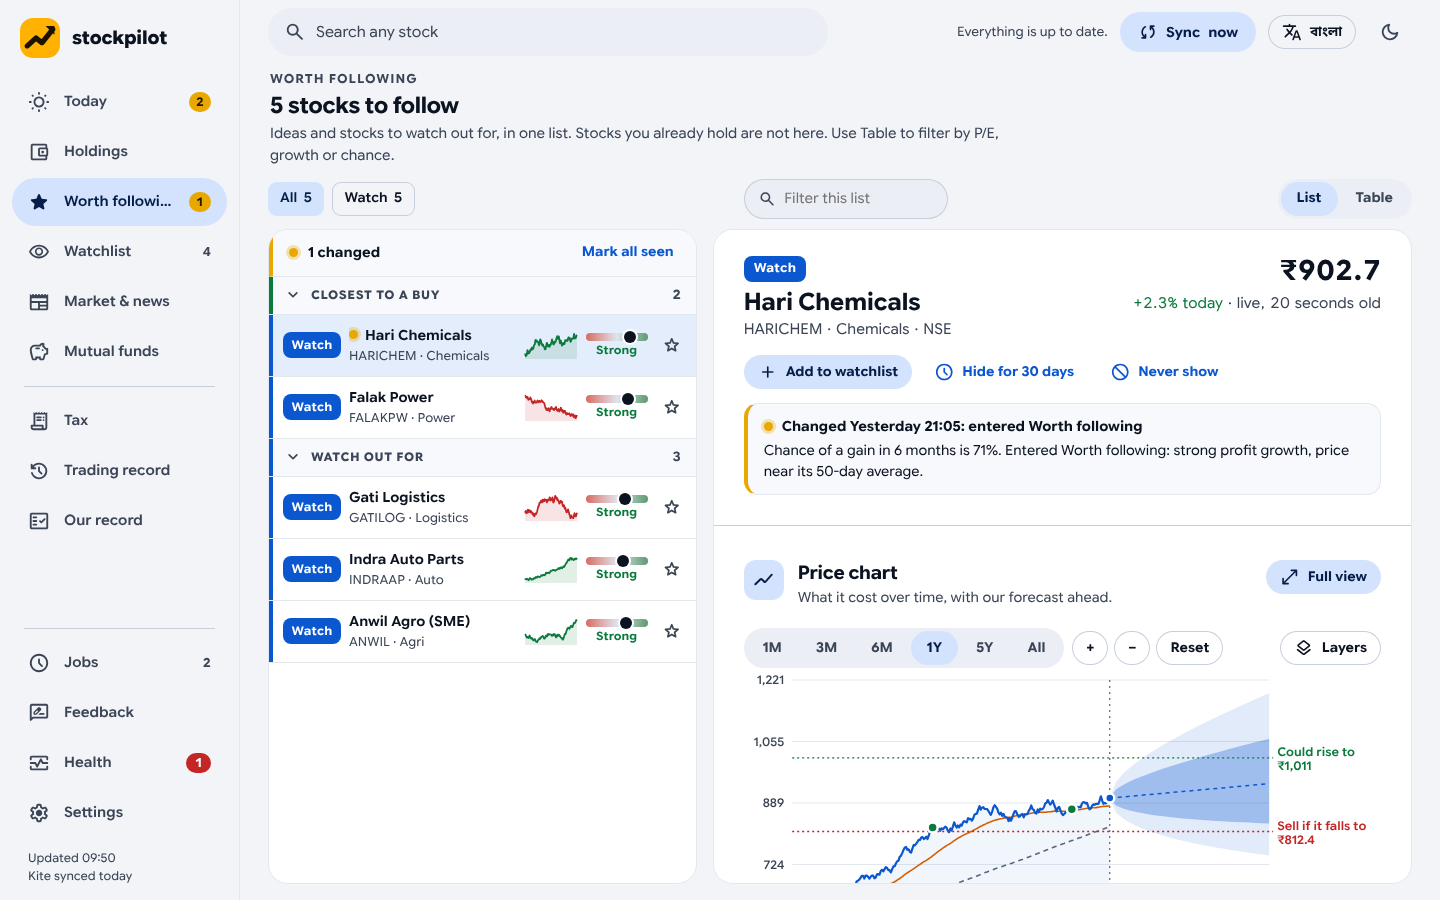 stockpilot
Today 2
Holdings
Worth followi... 1
Watchlist 4
Market & news
Mutual funds
Tax
Trading record
Our record
Jobs 2
Feedback
Health 1
Settings
Updated 09:50
Kite synced today
Search any stock
Everything is up to date.
Sync now
বাংলা
WORTH FOLLOWING
5 stocks to follow
Ideas and stocks to watch out for, in one list. Stocks you already hold are not here. Use Table to filter by P/E,
growth or chance.
All 5
Watch 5
Filter this list
List
Table
1 changed
Mark all seen
CLOSEST TO A BUY 2
Watch
Hari Chemicals
HARICHEM · Chemicals
Strong
Watch
Falak Power
FALAKPW · Power
Strong
WATCH OUT FOR 3
Watch
Gati Logistics
GATILOG · Logistics
Strong
Watch
Indra Auto Parts
INDRAAP · Auto
Strong
Watch
Anwil Agro (SME)
ANWIL · Agri
Strong
Watch
₹902.7
Hari Chemicals
+2.3% today · live, 20 seconds old
HARICHEM · Chemicals · NSE
Add to watchlist
Hide for 30 days
Never show
Changed Yesterday 21:05: entered Worth following
Chance of a gain in 6 months is 71%. Entered Worth following: strong profit growth, price
near its 50-day average.
Price chart
What it cost over time, with our forecast ahead.
Full view
1M 3M 6M 1Y 5Y All + − Reset
Layers
1,221
1,055
889
724
Could rise to
₹1,011
Sell if it falls to
₹812.4